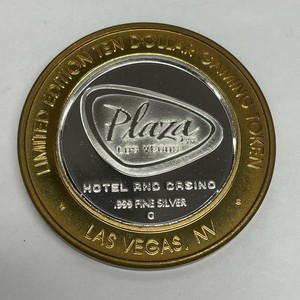 LIMITED EDITION TEN DOLLAR GAMING TOKEN
Plaza
LAS VEGAS
HOTEL AND CASINO
.999 FINE SILVER
G
LAS VEGAS, NV